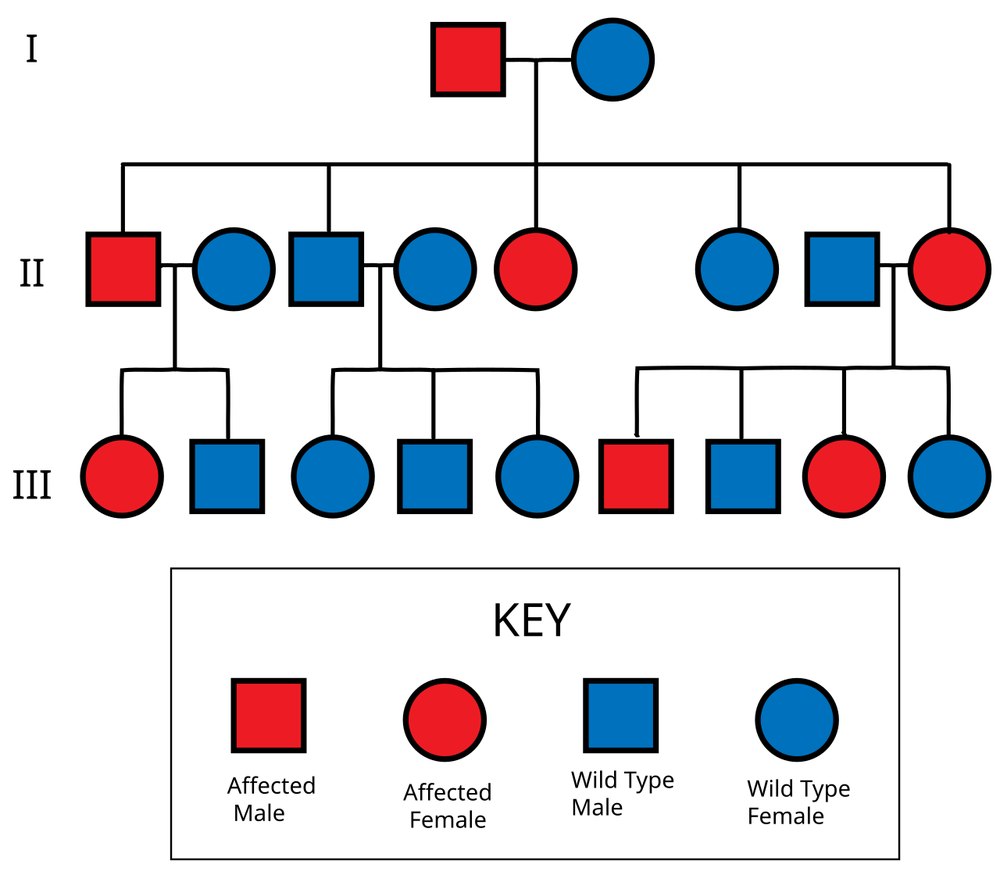 I
II
III
KEY
Affected
Male
Affected
Female
Wild Type
Male
Wild Type
Female